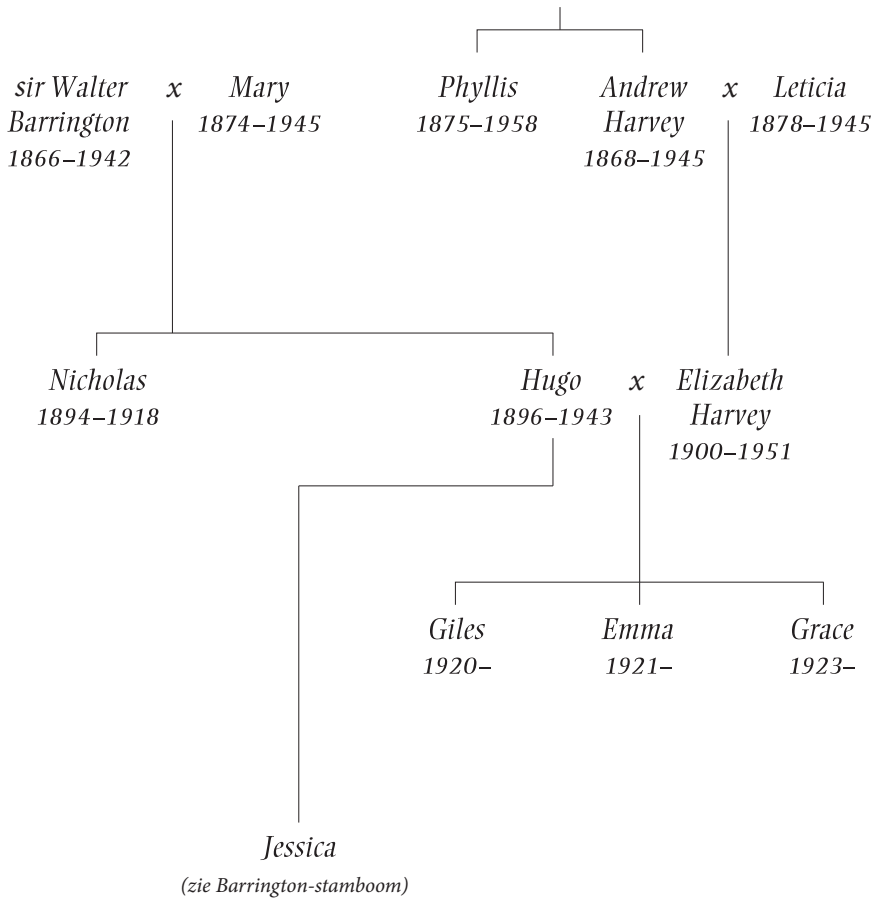 sir Walter x Mary Phyllis Andrew x Leticia
Barrington 1874–1945 1875–1958 Harvey 1878–1945
1866–1942 1868–1945
Nicholas Hugo x Elizabeth
1894–1918 1896–1943 Harvey
1900–1951
Giles Emma Grace
1920– 1921– 1923–
Jessica
(zie Barrington-stamboom)